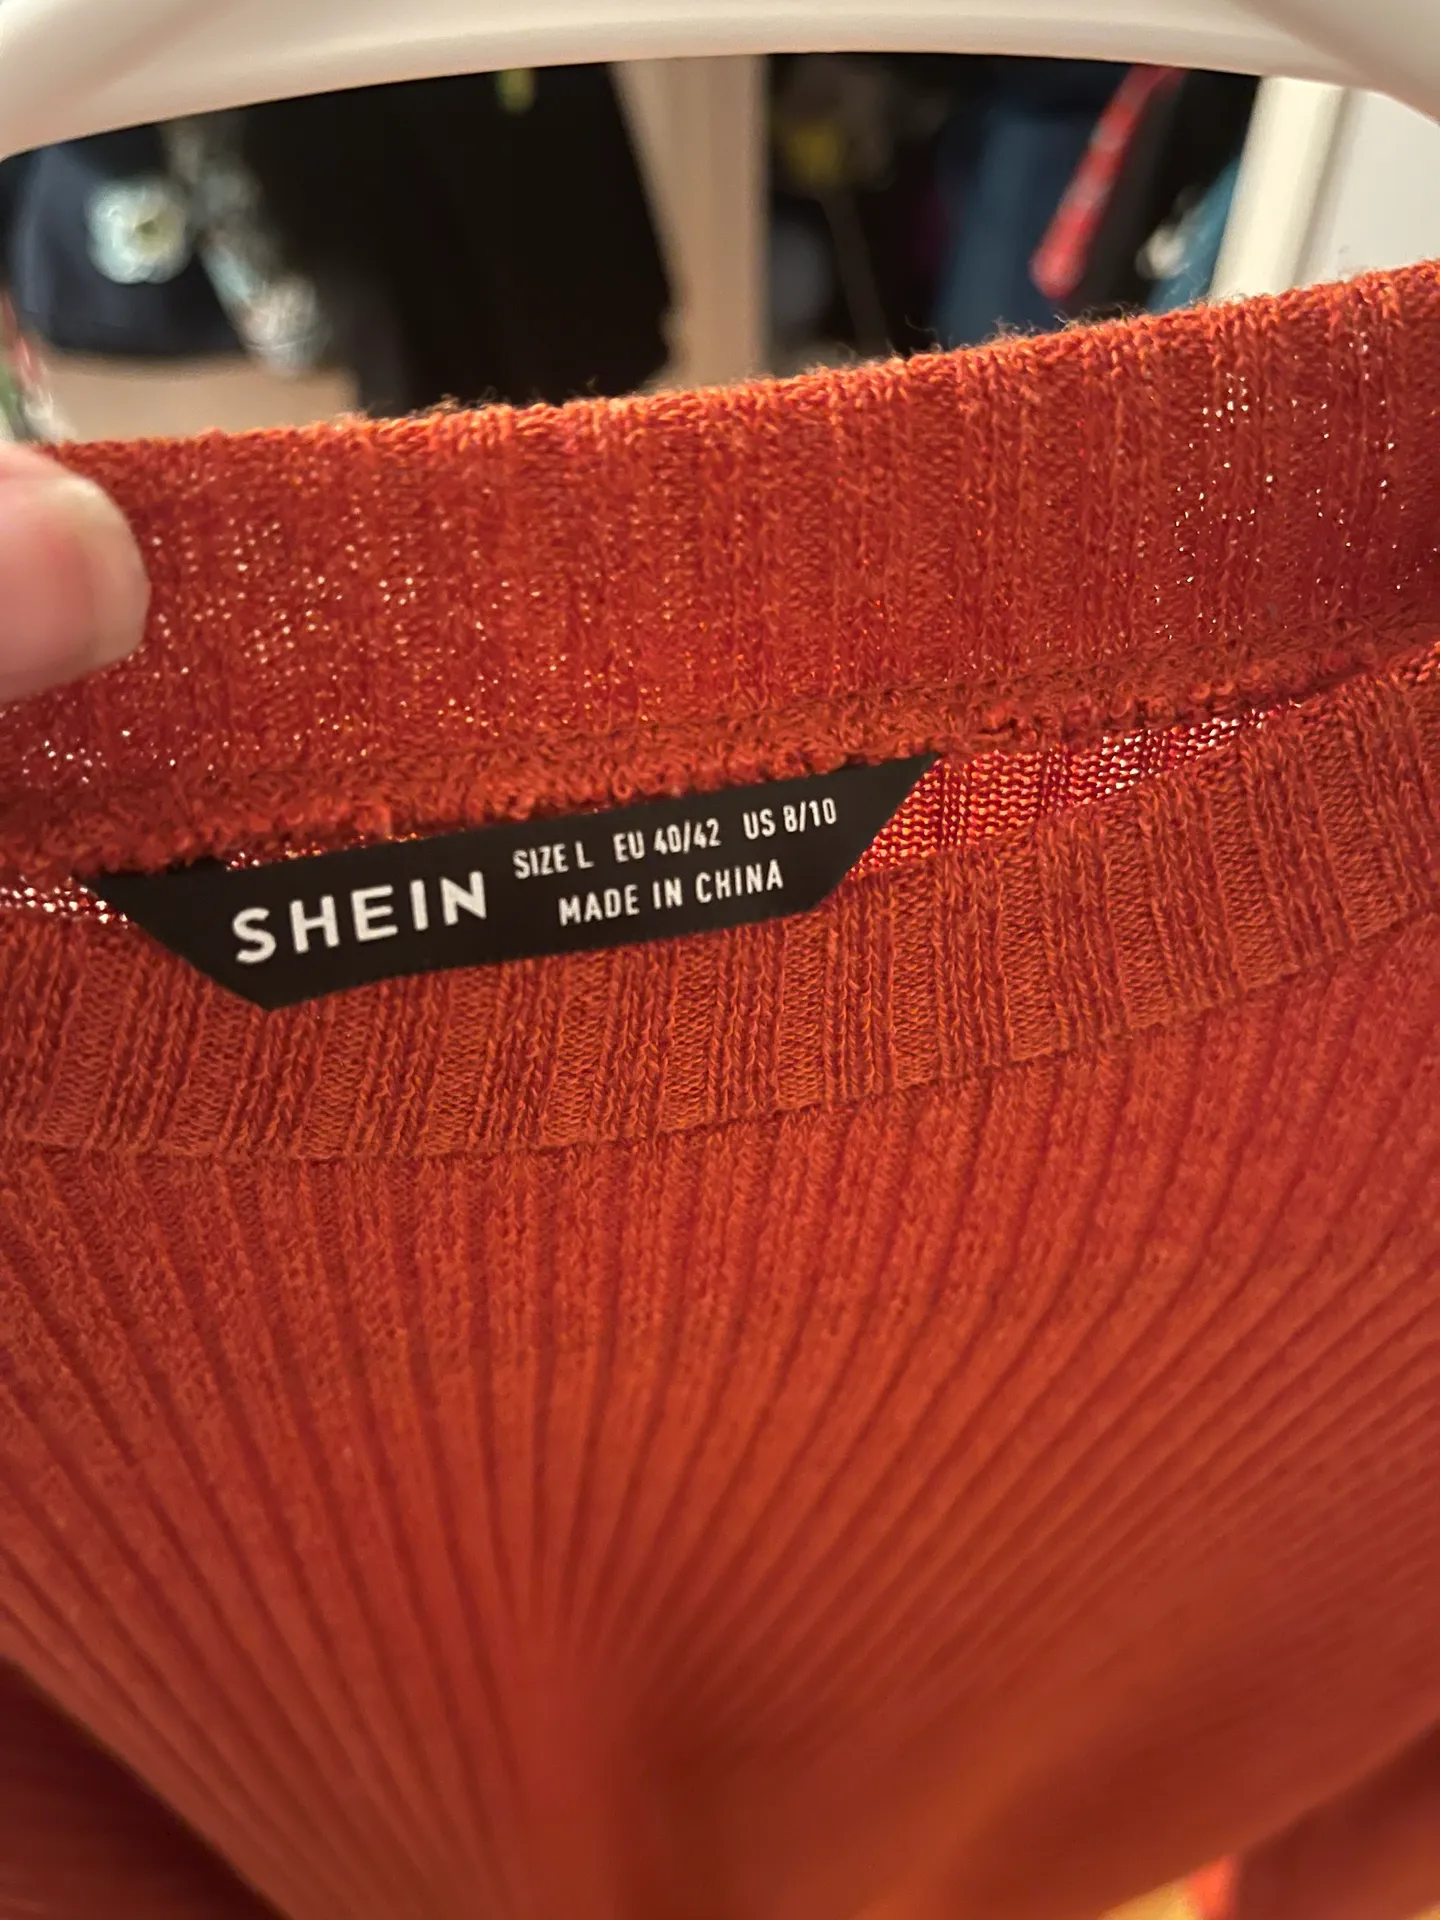 SHEIN
SIZE L EU 40/42 US 8/10
MADE IN CHINA